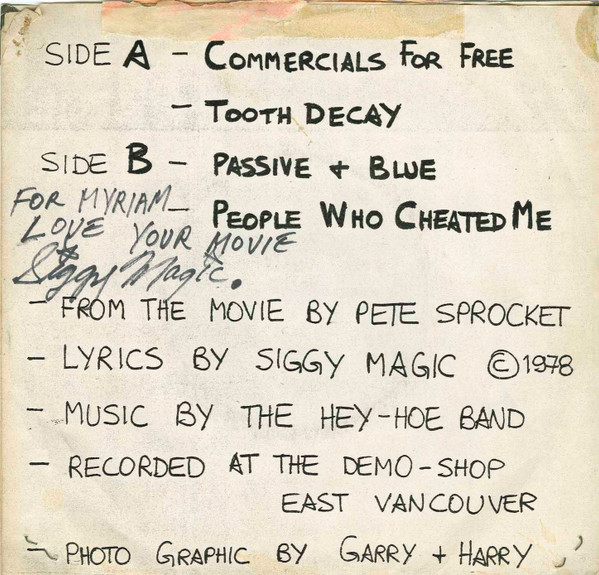 SIDE A – COMMERCIALS FOR FREE
– TOOTH DECAY
SIDE B – PASSIVE + BLUE
FOR MYRIAM –
PEOPLE WHO CHEATED ME
LOVE YOUR MOVIE
Siggy Magic.
– FROM THE MOVIE BY PETE SPROCKET
– LYRICS BY SIGGY MAGIC © 1978
– MUSIC BY THE HEY-HOE BAND
– RECORDED AT THE DEMO-SHOP
EAST VANCOUVER
– PHOTO GRAPHIC BY GARRY + HARRY